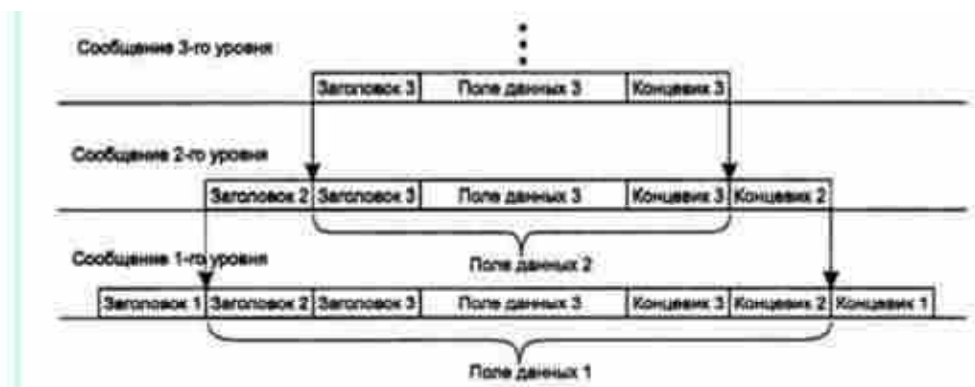 Сообщение 3-го уровня
Заголовок 3 Поле данных 3 Концевик 3
Сообщение 2-го уровня
Заголовок 2 Заголовок 3 Поле данных 3 Концевик 3 Концевик 2
Поле данных 2
Сообщение 1-го уровня
Заголовок 1 Заголовок 2 Заголовок 3 Поле данных 3 Концевик 3 Концевик 2 Концевик 1
Поле данных 1